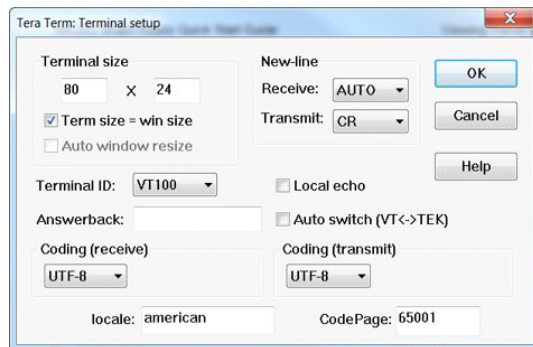 Tera Term: Terminal setup
Terminal size
80 X 24
Term size = win size
Auto window resize
New-line
Receive: AUTO
Transmit: CR
OK
Cancel
Help
Terminal ID: VT100
Local echo
Answerback:
Auto switch (VT<->TEK)
Coding (receive)
UTF-8
Coding (transmit)
UTF-8
locale: american
CodePage: 65001